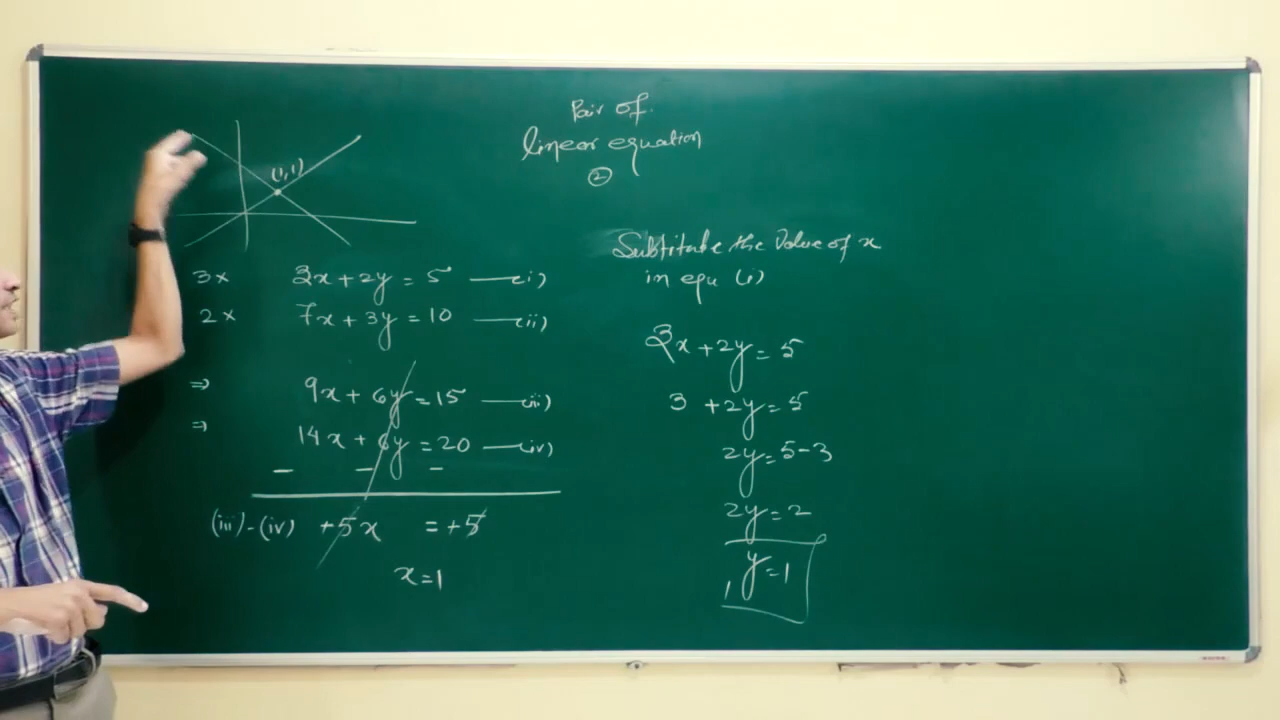 Pair of
linear equation
2
(1,1)
3x 3x+2y=5 —(i)
2x 7x+3y=10 —(ii)
⇒ 9x+6y=15 —(iii)
⇒ 14x+6y=20 —(iv)
− − −
(iii)-(iv) +5x =+5
x=1
Substitute the Value of x
in equ (i)
3x+2y=5
3 +2y=5
2y=5-3
2y=2
y=1